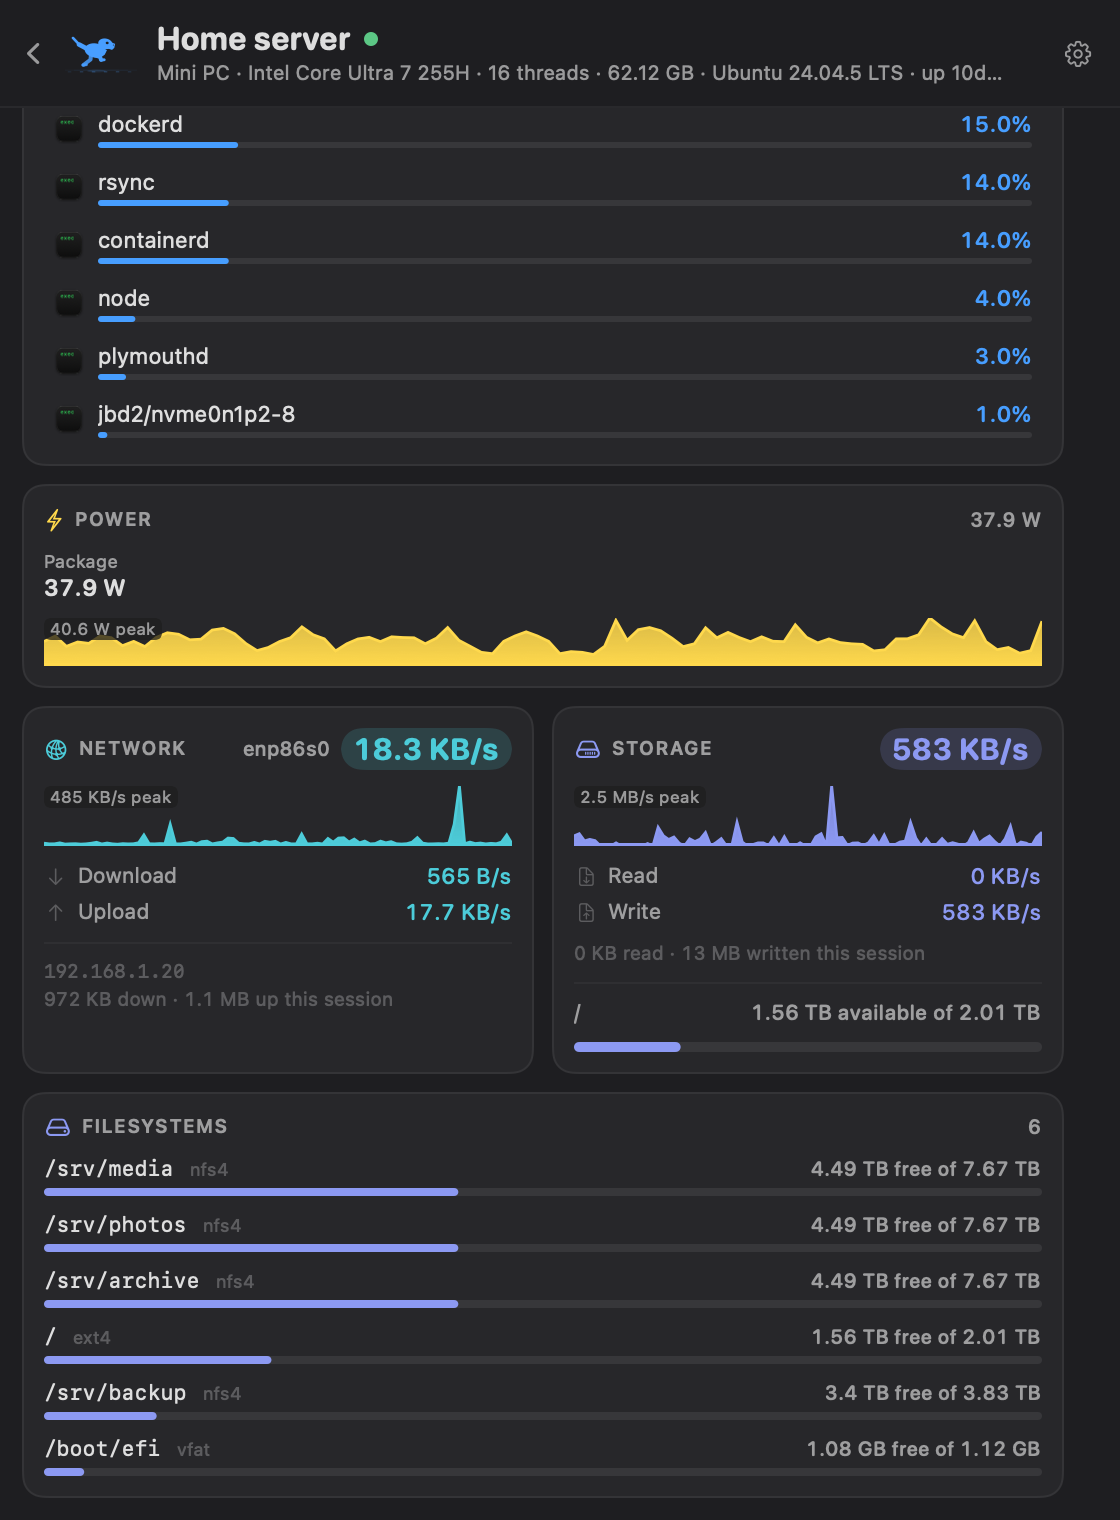 Home server
Mini PC · Intel Core Ultra 7 255H · 16 threads · 62.12 GB · Ubuntu 24.04.5 LTS · up 10d...
dockerd 15.0%
rsync 14.0%
containerd 14.0%
node 4.0%
plymouthd 3.0%
jbd2/nvme0n1p2-8 1.0%
POWER 37.9 W
Package
37.9 W
40.6 W peak
NETWORK enp86s0 18.3 KB/s
485 KB/s peak
Download 565 B/s
Upload 17.7 KB/s
192.168.1.20
972 KB down · 1.1 MB up this session
STORAGE 583 KB/s
2.5 MB/s peak
Read 0 KB/s
Write 583 KB/s
0 KB read · 13 MB written this session
/ 1.56 TB available of 2.01 TB
FILESYSTEMS 6
/srv/media nfs4 4.49 TB free of 7.67 TB
/srv/photos nfs4 4.49 TB free of 7.67 TB
/srv/archive nfs4 4.49 TB free of 7.67 TB
/ ext4 1.56 TB free of 2.01 TB
/srv/backup nfs4 3.4 TB free of 3.83 TB
/boot/efi vfat 1.08 GB free of 1.12 GB